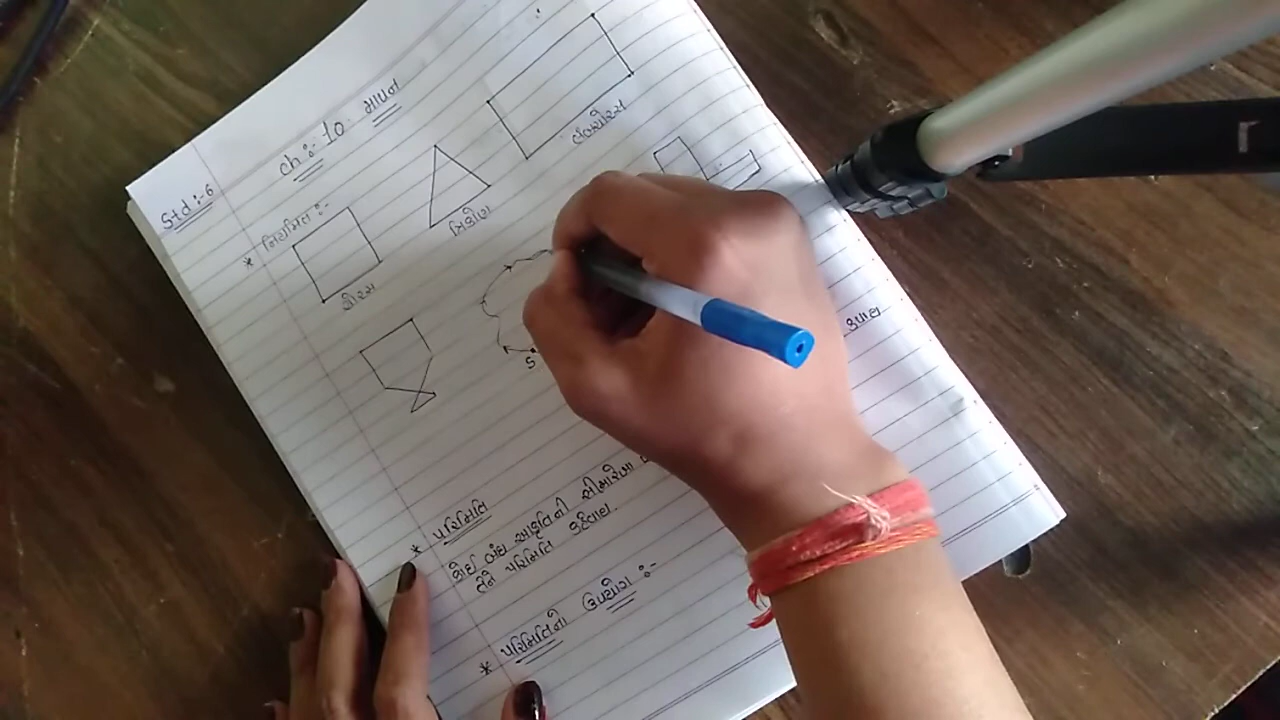 Std :- 6
ch :- 10. માપન
* નિયમિત :-
ચોરસ
ત્રિકોણ
લંબચોરસ
S
* પરિમિતિ
કોઈ બંધ આકૃતિની સીમારેખા
તેને પરિમિતિ કહેવાય.
* પરિમિતિનો ઉપયોગ :-